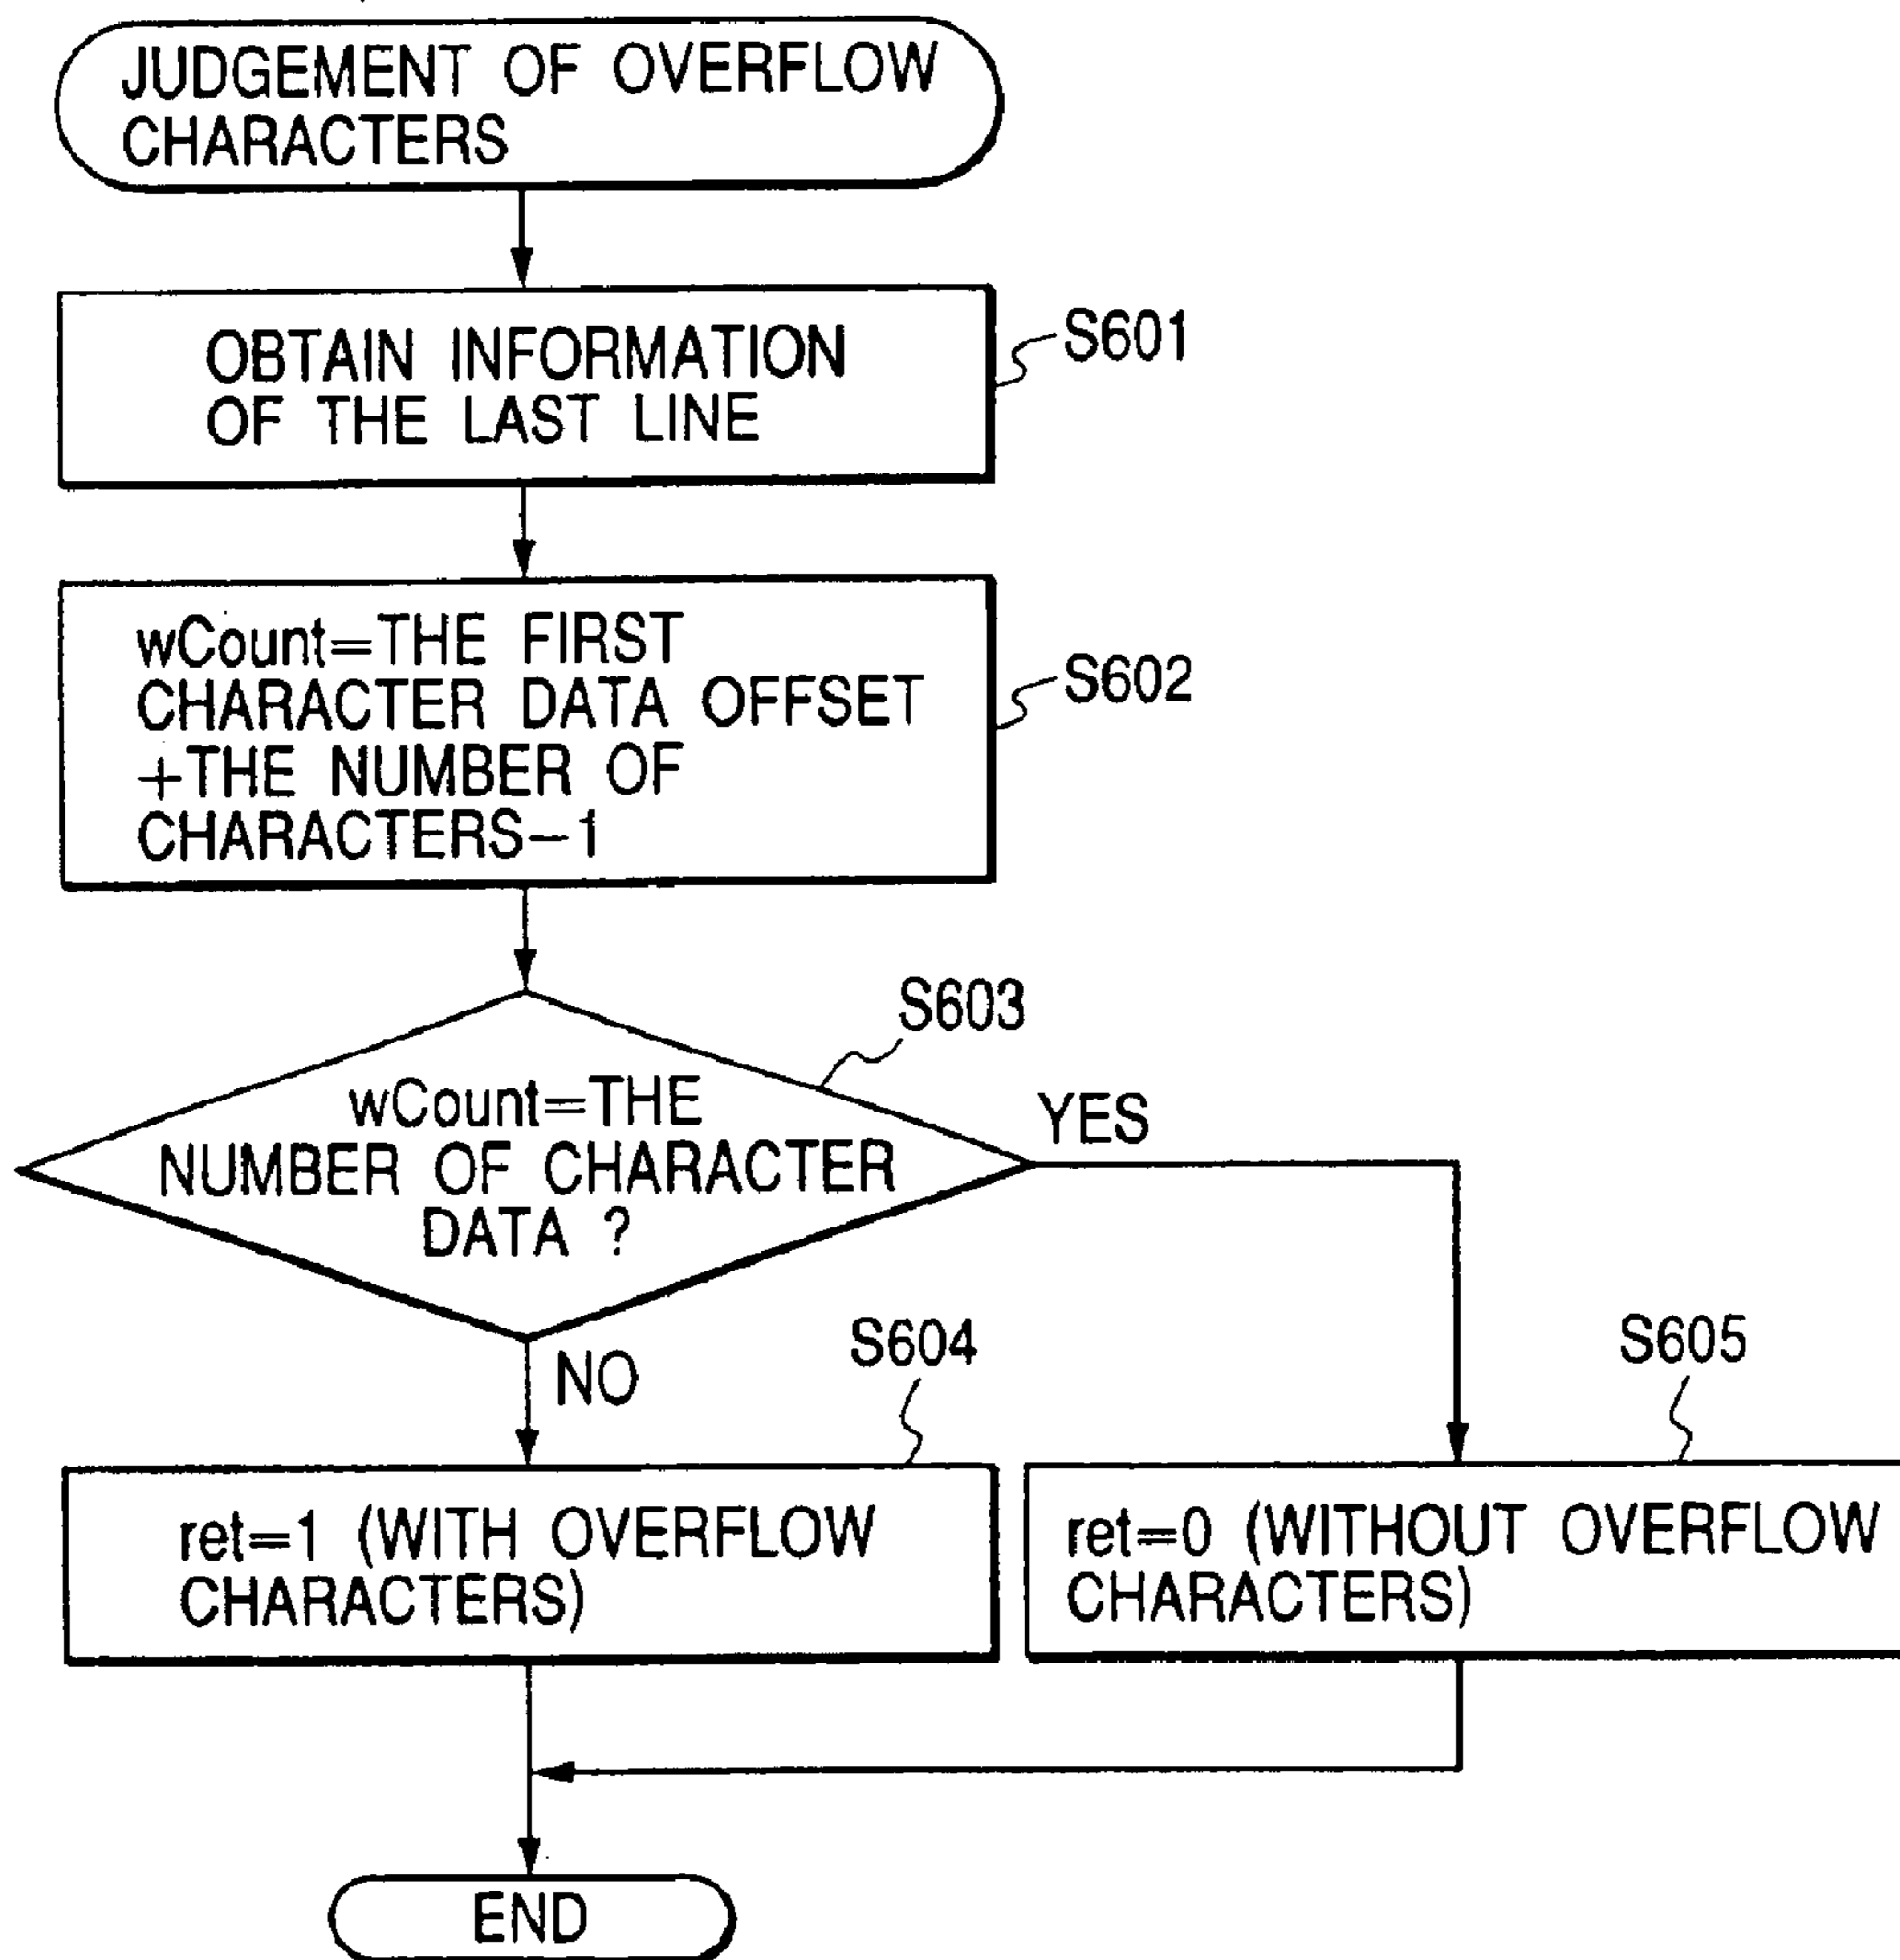 JUDGEMENT OF OVERFLOW
CHARACTERS
OBTAIN INFORMATION
OF THE LAST LINE
S601
wCount=THE FIRST
CHARACTER DATA OFFSET
+THE NUMBER OF
CHARACTERS-1
S602
S603
wCount=THE
NUMBER OF CHARACTER
DATA ?
YES
NO
S604
S605
ret=1 (WITH OVERFLOW
CHARACTERS)
ret=0 (WITHOUT OVERFLOW
CHARACTERS)
END